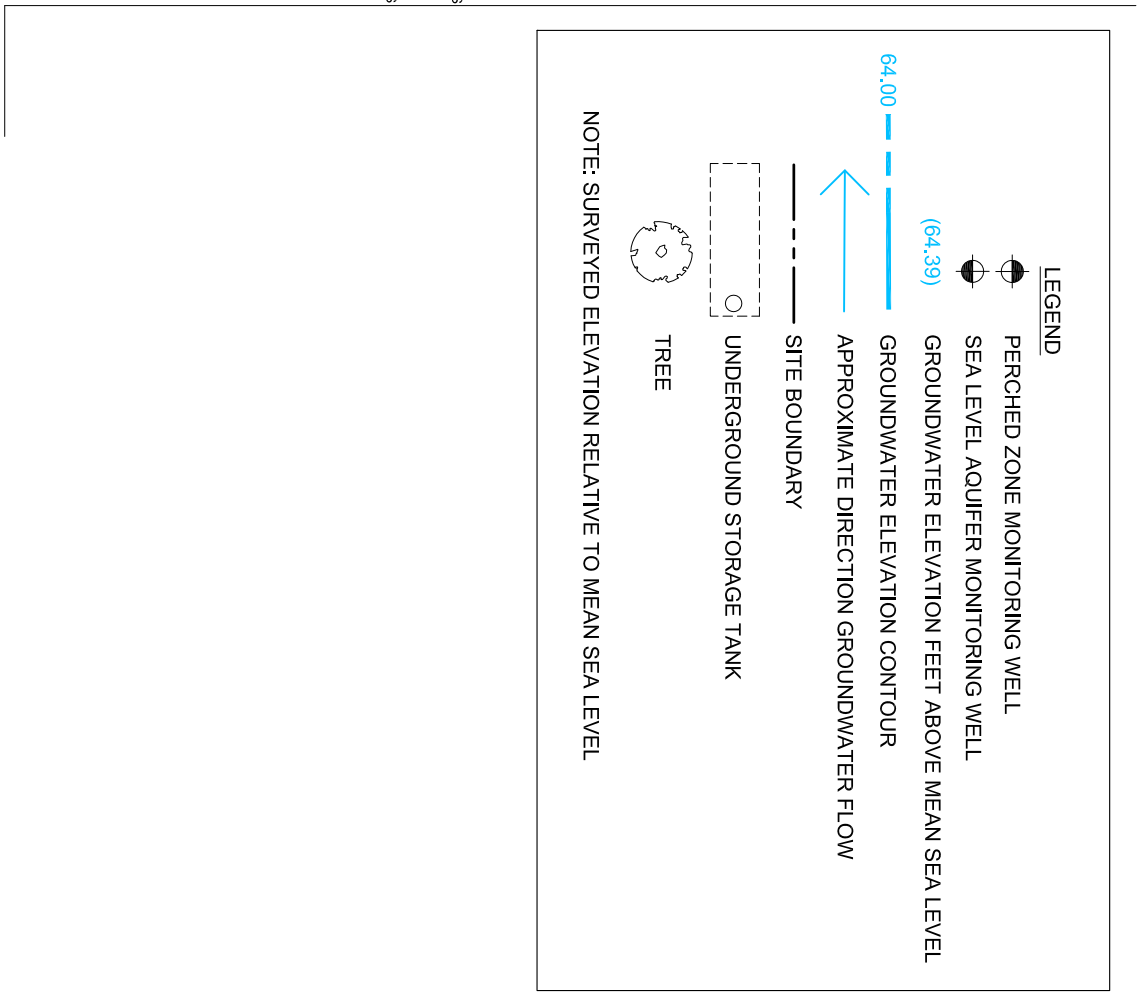 LEGEND
PERCHED ZONE MONITORING WELL
SEA LEVEL AQUIFER MONITORING WELL
(64.39) GROUNDWATER ELEVATION FEET ABOVE MEAN SEA LEVEL
64.00 GROUNDWATER ELEVATION CONTOUR
APPROXIMATE DIRECTION GROUNDWATER FLOW
SITE BOUNDARY
UNDERGROUND STORAGE TANK
TREE
NOTE: SURVEYED ELEVATION RELATIVE TO MEAN SEA LEVEL